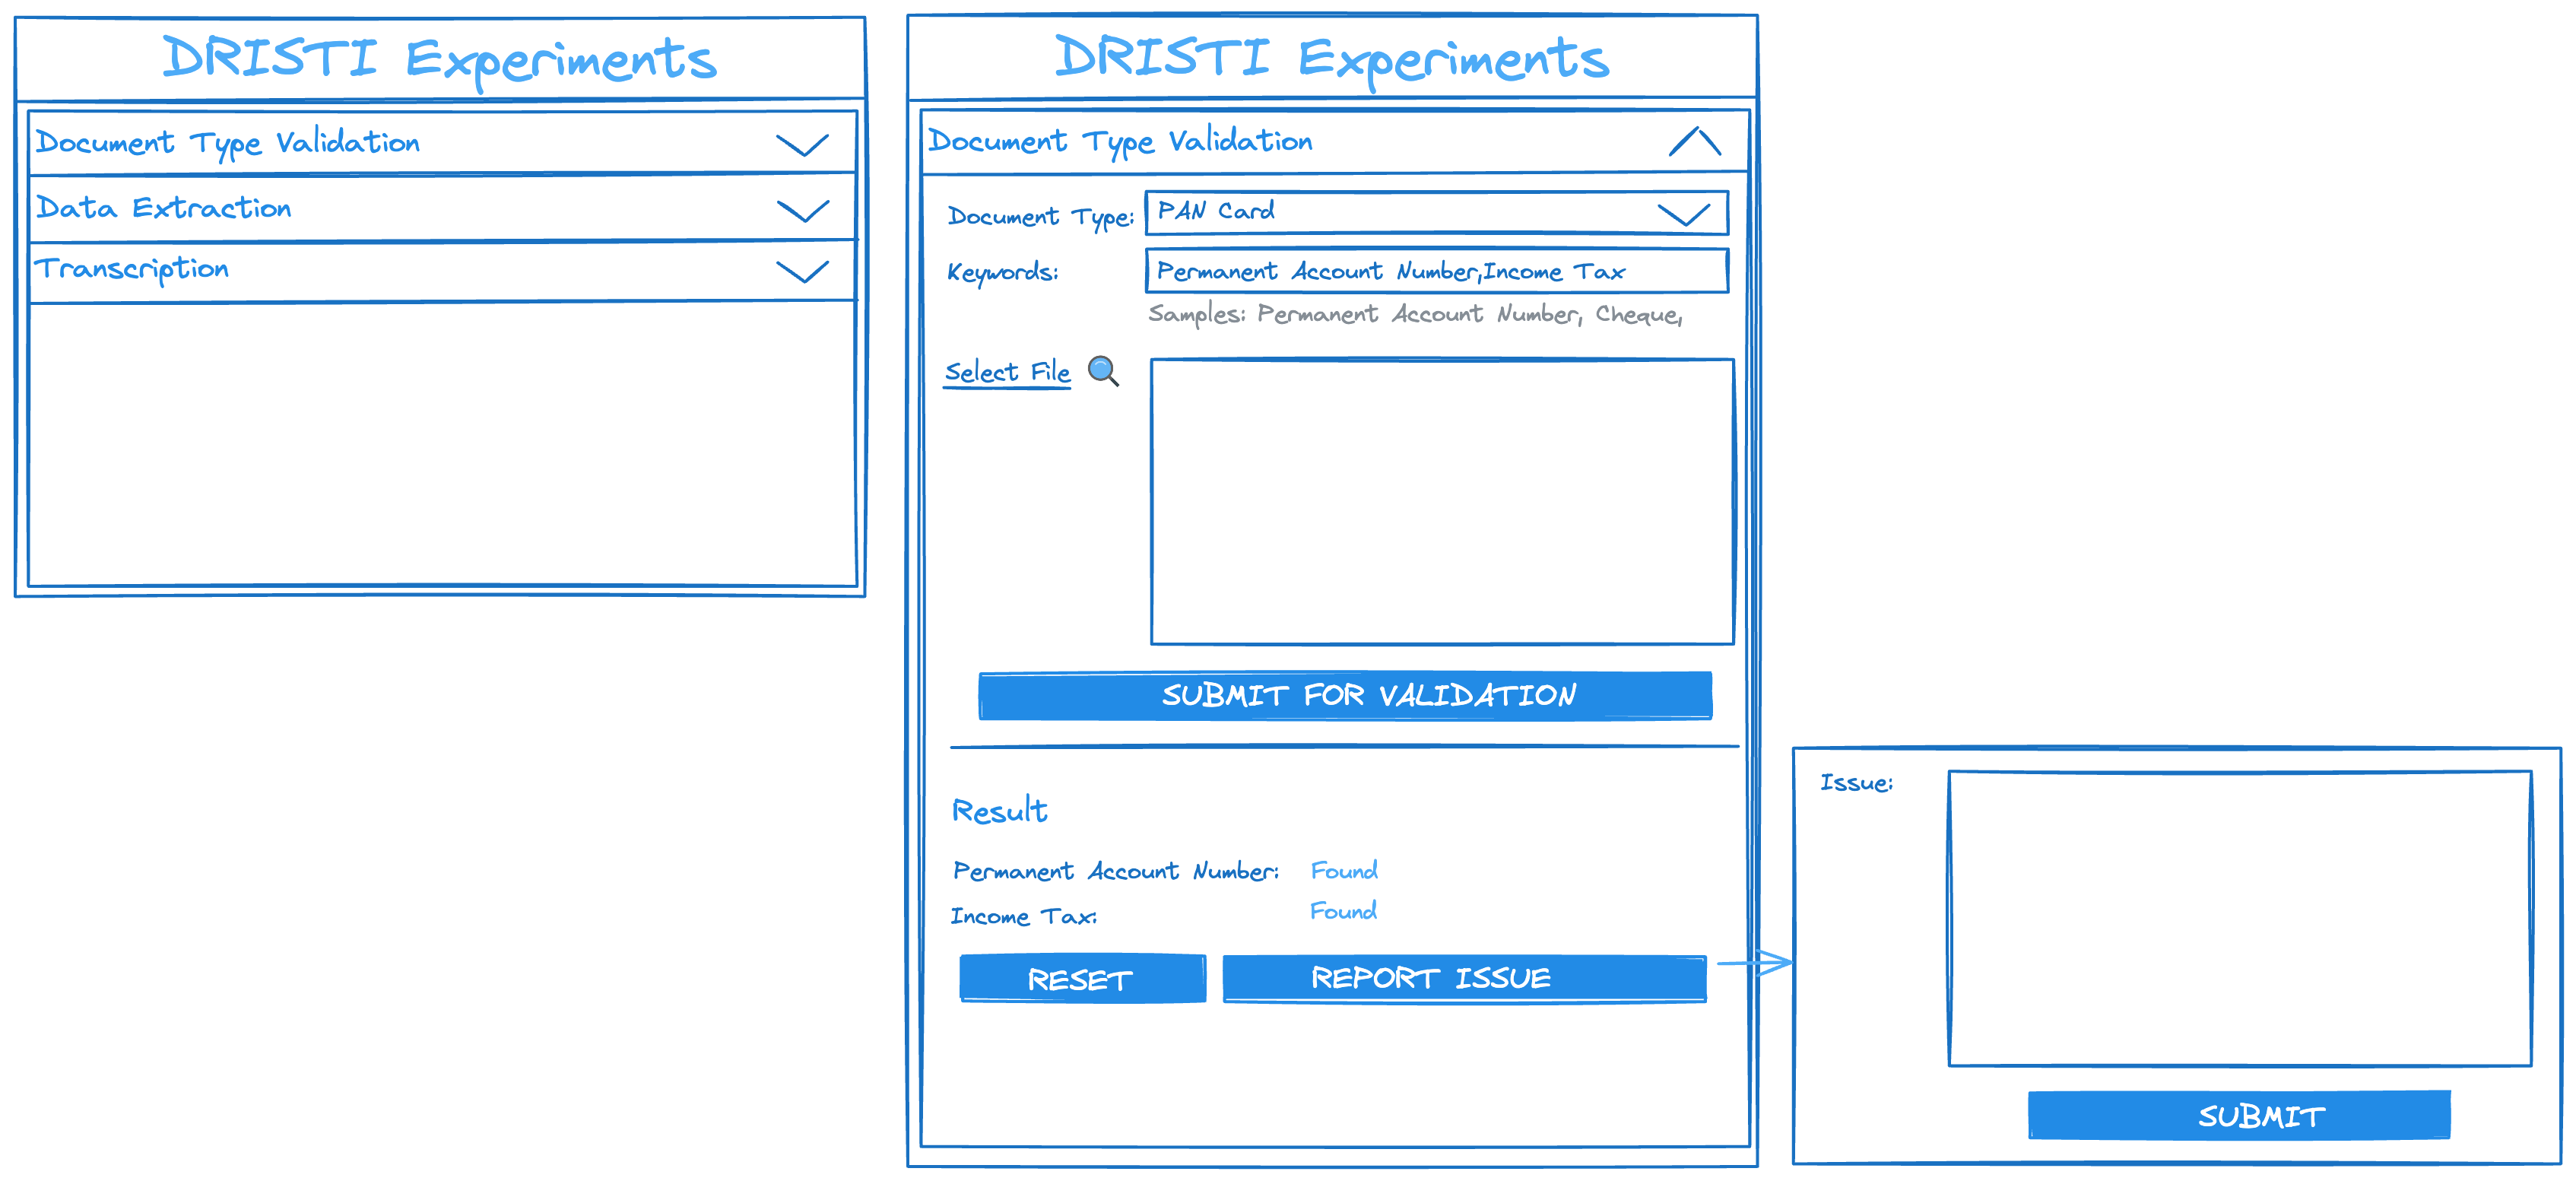 DRISTI Experiments
Document Type Validation
Data Extraction
Transcription
DRISTI Experiments
Document Type Validation
Document Type: PAN Card
Keywords: Permanent Account Number,Income Tax
Samples: Permanent Account Number, Cheque,
Select File
SUBMIT FOR VALIDATION
Result
Permanent Account Number: Found
Income Tax: Found
RESET REPORT ISSUE
Issue:
SUBMIT